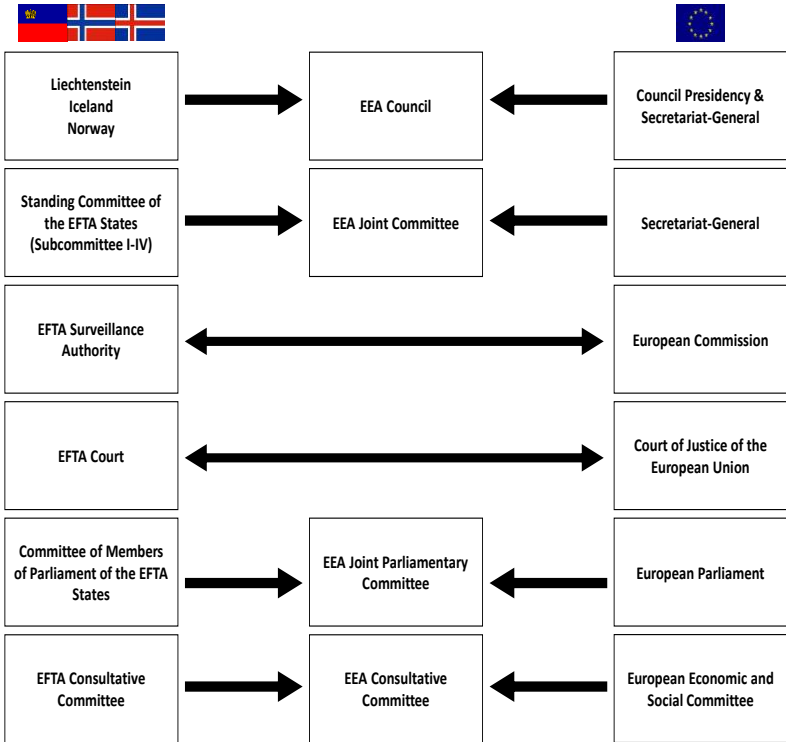 Liechtenstein
Iceland
Norway
EEA Council
Council Presidency &
Secretariat-General
Standing Committee of
the EFTA States
(Subcommittee I-IV)
EEA Joint Committee
Secretariat-General
EFTA Surveillance
Authority
European Commission
EFTA Court
Court of Justice of the
European Union
Committee of Members
of Parliament of the EFTA
States
EEA Joint Parliamentary
Committee
European Parliament
EFTA Consultative
Committee
EEA Consultative
Committee
European Economic and
Social Committee